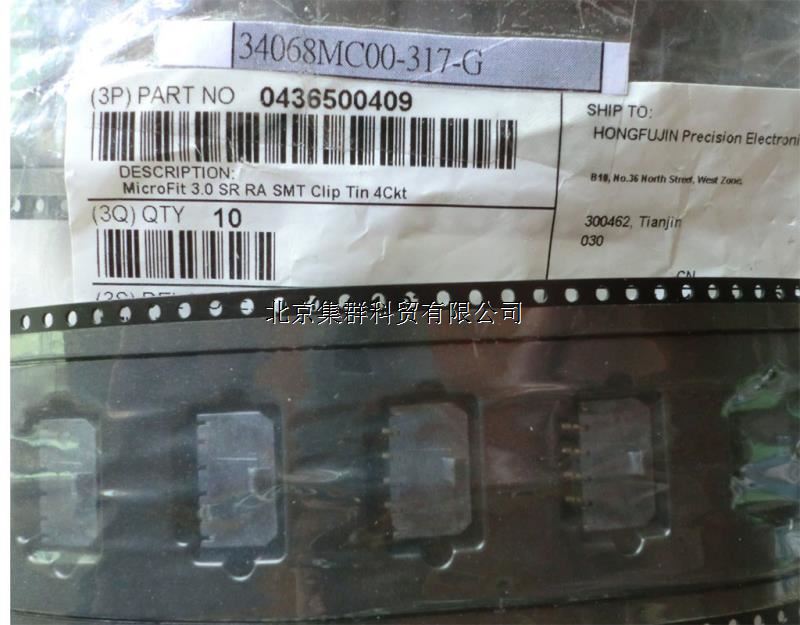 34068MC00-317-G
(3P) PART NO 0436500409
DESCRIPTION:
MicroFit 3.0 SR RA SMT Clip Tin 4Ckt
(3Q) QTY 10
SHIP TO:
HONGFUJIN Precision Electroni
No.36 North Street, West Zone,
300462, Tianjin
030
CN
北京集群科贸有限公司